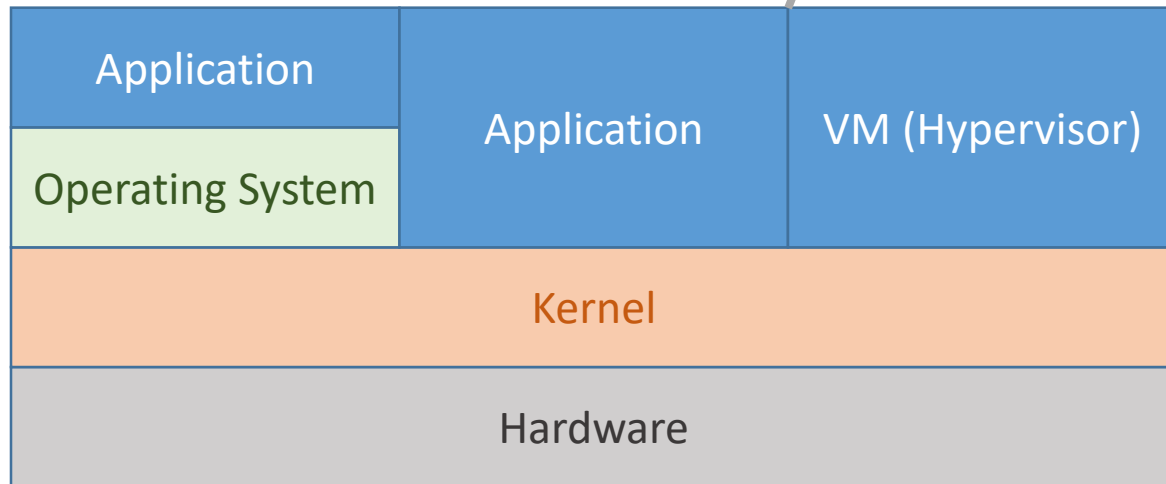 Application
Operating System
Application
VM (Hypervisor)
Kernel
Hardware